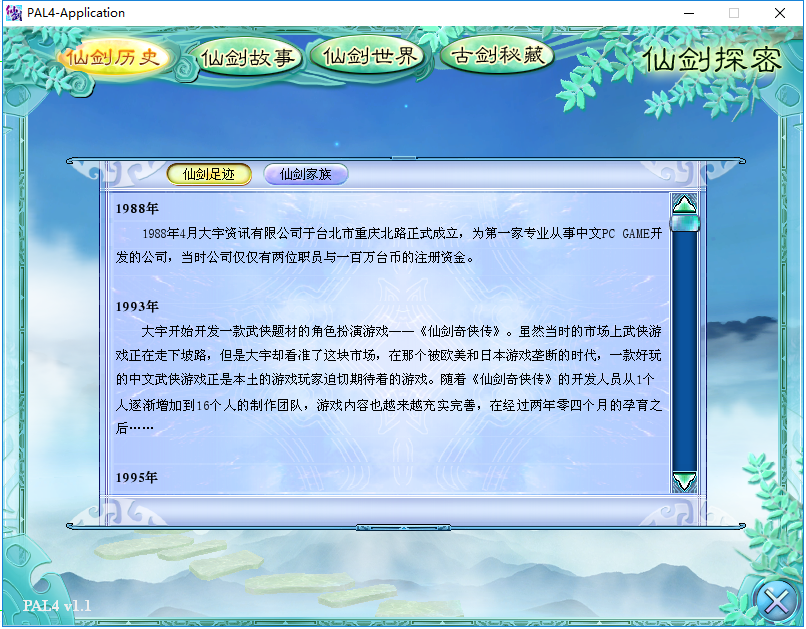 PAL4-Application
仙剑历史 仙剑故事 仙剑世界 古剑秘藏 仙剑探密
仙剑足迹 仙剑家族
1988年
1988年4月大宇资讯有限公司于台北市重庆北路正式成立，为第一家专业从事中文PC GAME开
发的公司，当时公司仅仅有两位职员与一百万台币的注册资金。
1993年
大宇开始开发一款武侠题材的角色扮演游戏——《仙剑奇侠传》。虽然当时的市场上武侠游
戏正在走下坡路，但是大宇却看准了这块市场，在那个被欧美和日本游戏垄断的时代，一款好玩
的中文武侠游戏正是本土的游戏玩家迫切期待着的游戏。随着《仙剑奇侠传》的开发人员从1个
人逐渐增加到16个人的制作团队，游戏内容也越来越充实完善，在经过两年零四个月的孕育之
后……
1995年
PAL4 v1.1